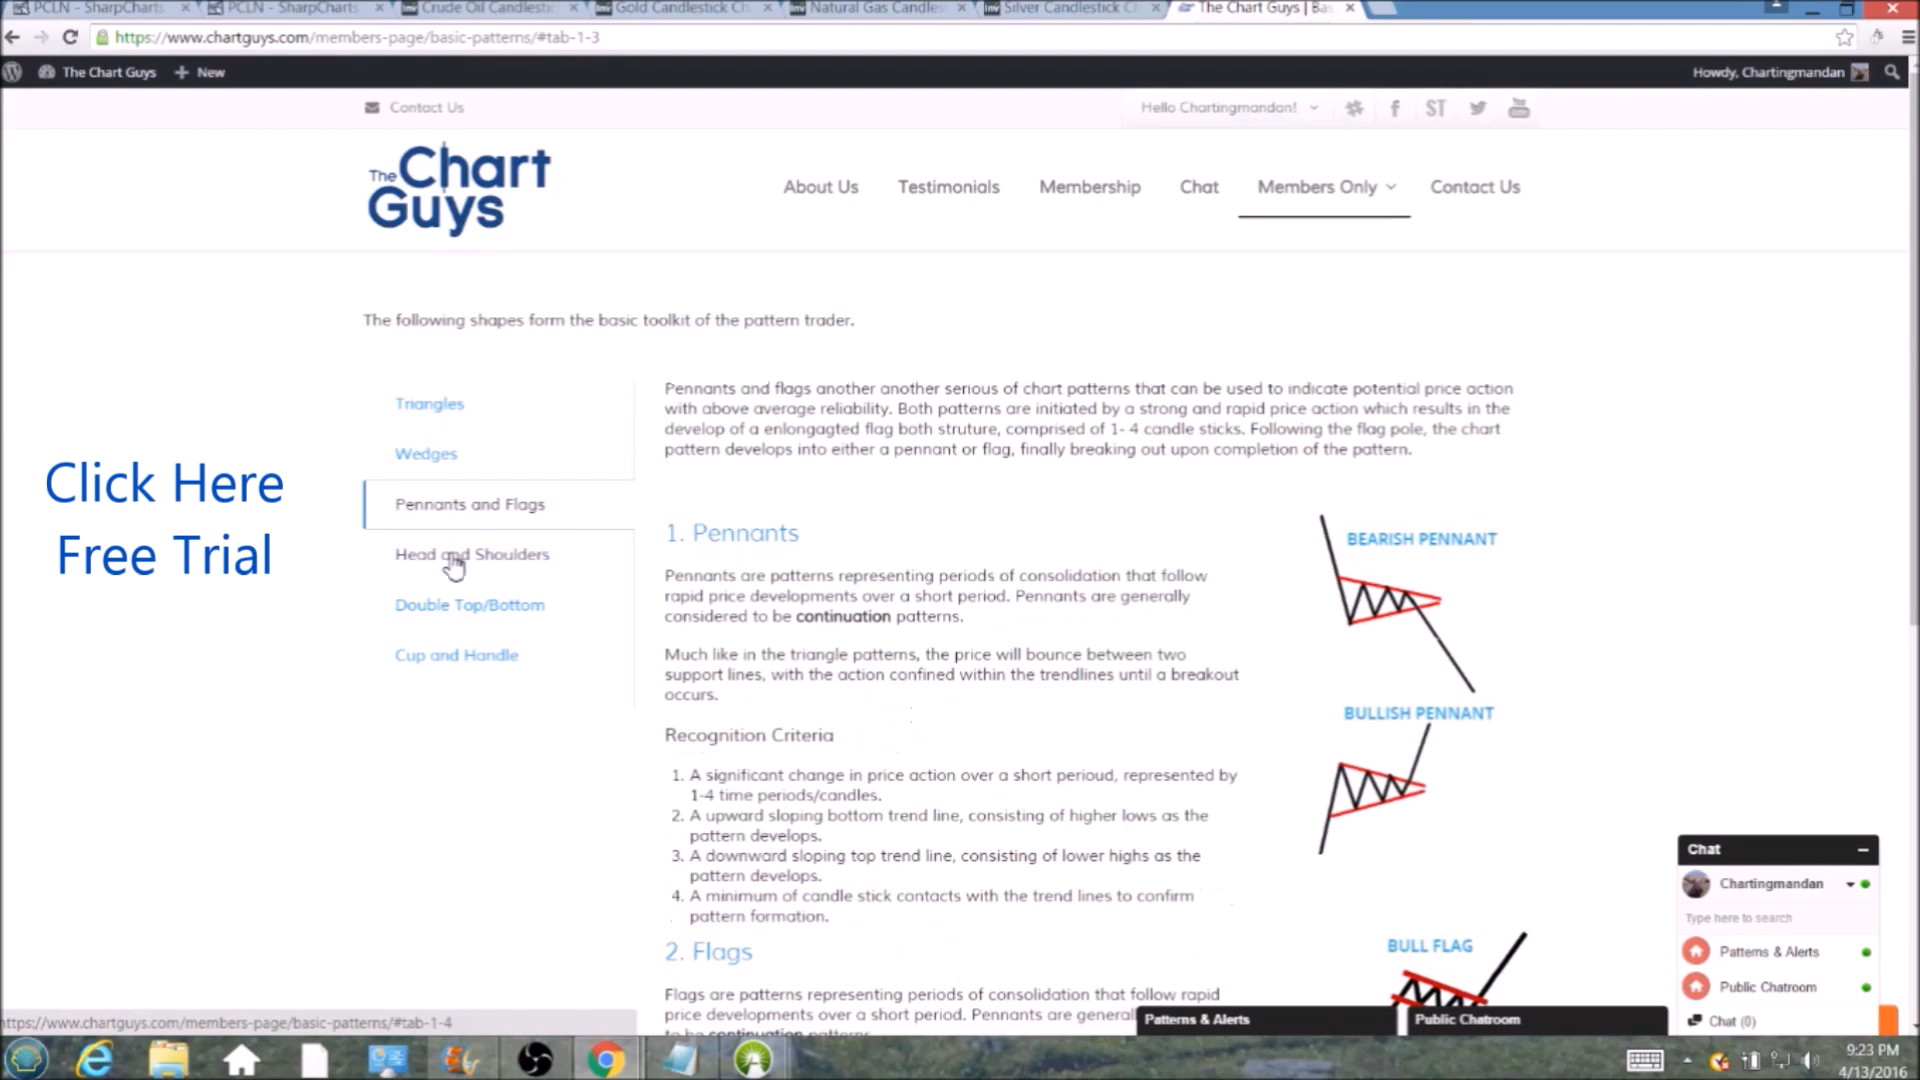 PCLN - SharpCharts
PCLN - SharpCharts
Crude Oil Candlestic
Gold Candlestick Ch
Natural Gas Candles
Silver Candlestick Ch
The Chart Guys | Bas
https://www.chartguys.com/members-page/basic-patterns/#tab-1-3
The Chart Guys
New
Howdy, Chartingmandan
Contact Us
Hello Chartingmandan!
ST
You
The Chart Guys
About Us
Testimonials
Membership
Chat
Members Only
Contact Us
The following shapes form the basic toolkit of the pattern trader.
Triangles
Wedges
Pennants and Flags
Head and Shoulders
Double Top/Bottom
Cup and Handle
Click Here
Free Trial
Pennants and flags another another serious of chart patterns that can be used to indicate potential price action
with above average reliability. Both patterns are initiated by a strong and rapid price action which results in the
develop of a enlongagted flag both struture, comprised of 1- 4 candle sticks. Following the flag pole, the chart
pattern develops into either a pennant or flag, finally breaking out upon completion of the pattern.
1. Pennants
Pennants are patterns representing periods of consolidation that follow
rapid price developments over a short period. Pennants are generally
considered to be continuation patterns.
Much like in the triangle patterns, the price will bounce between two
support lines, with the action confined within the trendlines until a breakout
occurs.
Recognition Criteria
1. A significant change in price action over a short perioud, represented by
1-4 time periods/candles.
2. A upward sloping bottom trend line, consisting of higher lows as the
pattern develops.
3. A downward sloping top trend line, consisting of lower highs as the
pattern develops.
4. A minimum of candle stick contacts with the trend lines to confirm
pattern formation.
2. Flags
Flags are patterns representing periods of consolidation that follow rapid
price developments over a short period. Pennants are general
to be continuation patterns
BEARISH PENNANT
BULLISH PENNANT
BULL FLAG
Chat
Chartingmandan
Type here to search
Patterns & Alerts
Public Chatroom
Chat (0)
Patterns & Alerts
Public Chatroom
https://www.chartguys.com/members-page/basic-patterns/#tab-1-4
9:23 PM
4/13/2016